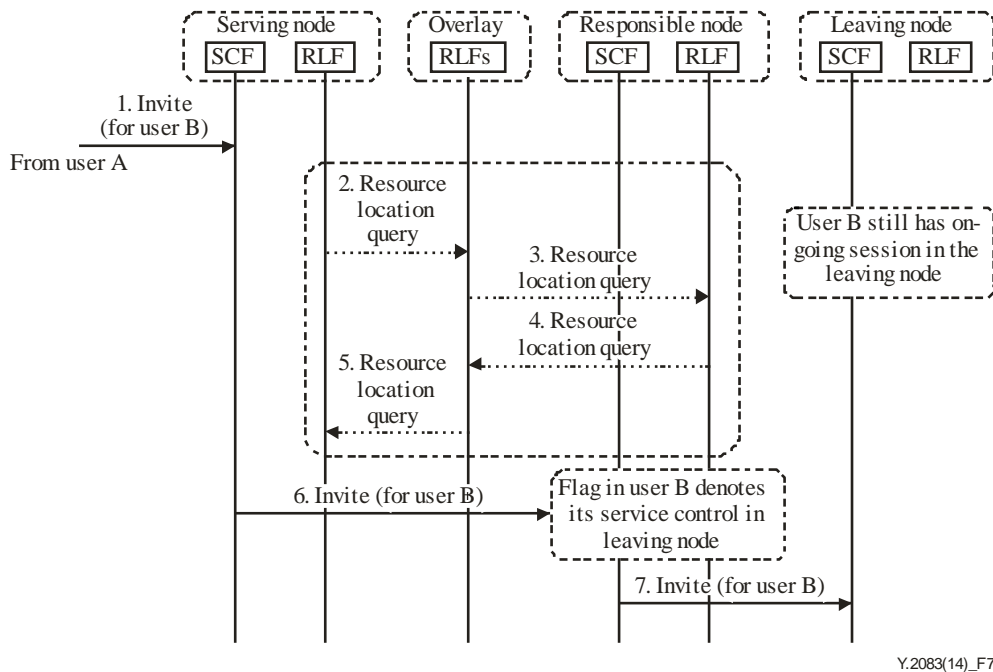 Serving node
Overlay
Responsible node
Leaving node
SCF
RLF
RLFs
SCF
RLF
SCF
RLF
1. Invite
(for user B)
From user A
2. Resource
location
query
User B still has on-
going session in the
leaving node
3. Resource
location query
4. Resource
location query
5. Resource
location
query
6. Invite (for user B)
Flag in user B denotes
its service control in
leaving node
7. Invite (for user B)
Y.2083(14)_F7